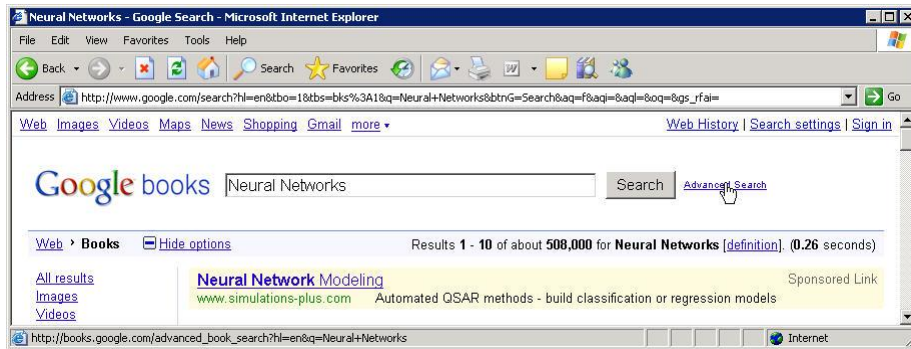 Neural Networks - Google Search - Microsoft Internet Explorer
File Edit View Favorites Tools Help
Back Search Favorites
Address http://www.google.com/search?hl=en&tbo=1&tbs=bks%3A1&q=Neural+Networks&btnG=Search&aq=f&aqi=&aql=&oq=&gs_rfai= Go
Web Images Videos Maps News Shopping Gmail more Web History | Search settings | Sign in
Google books Neural Networks Search Advanced Search
Web › Books Hide options Results 1 - 10 of about 508,000 for Neural Networks [definition]. (0.26 seconds)
All results Neural Network Modeling Sponsored Link
Images www.simulations-plus.com Automated QSAR methods - build classification or regression models
Videos
http://books.google.com/advanced_book_search?hl=en&q=Neural+Networks Internet